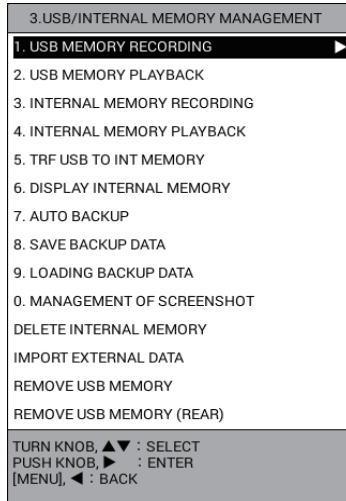 3.USB/INTERNAL MEMORY MANAGEMENT
1. USB MEMORY RECORDING ▶
2. USB MEMORY PLAYBACK
3. INTERNAL MEMORY RECORDING
4. INTERNAL MEMORY PLAYBACK
5. TRF USB TO INT MEMORY
6. DISPLAY INTERNAL MEMORY
7. AUTO BACKUP
8. SAVE BACKUP DATA
9. LOADING BACKUP DATA
0. MANAGEMENT OF SCREENSHOT
DELETE INTERNAL MEMORY
IMPORT EXTERNAL DATA
REMOVE USB MEMORY
REMOVE USB MEMORY (REAR)
TURN KNOB, ▲▼ : SELECT
PUSH KNOB, ▶ : ENTER
[MENU], ◀ : BACK